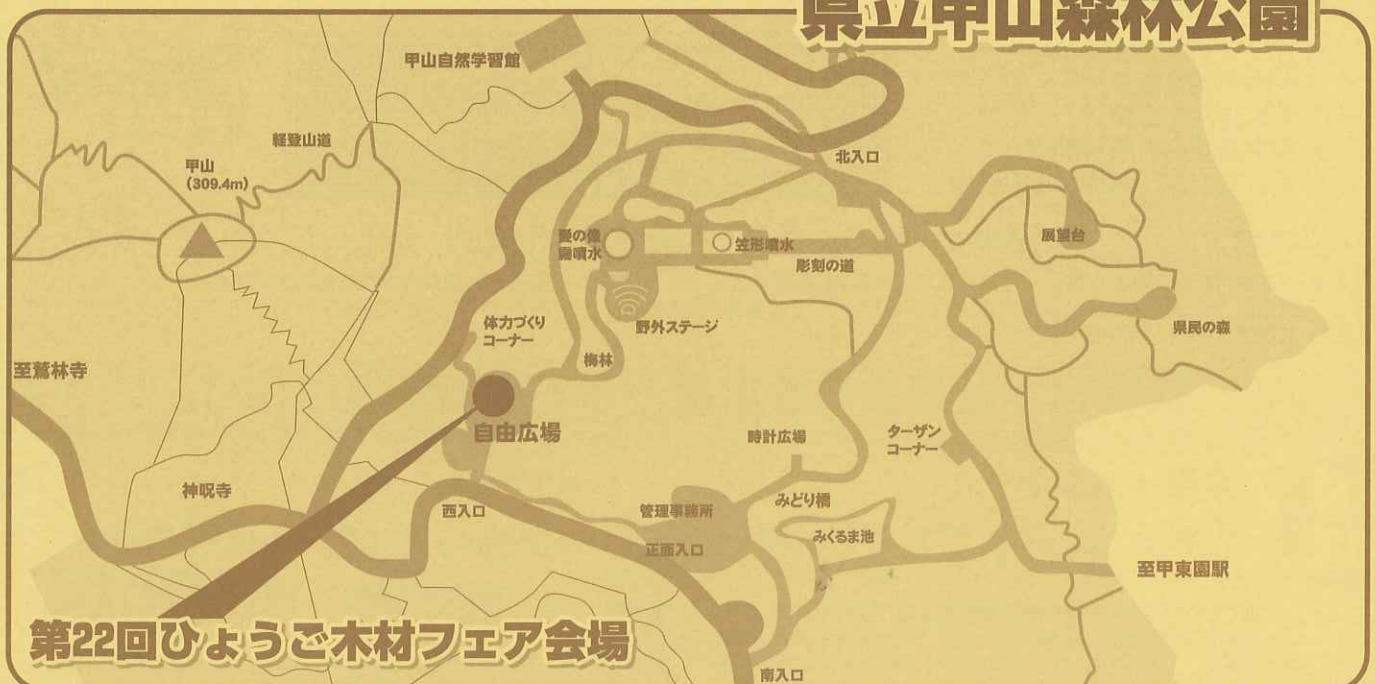 県立甲山森林公園
甲山自然学習館
軽登山道
甲山
(309.4m)
北入口
展望台
愛の像
霧噴水
笠形噴水
彫刻の道
体力づくり
コーナー
野外ステージ
県民の森
梅林
至鷲林寺
自由広場
時計広場
ターザン
コーナー
神呪寺
西入口
管理事務所
みどり橋
みくるま池
正面入口
至甲東園駅
第22回ひょうご木材フェア会場
南入口